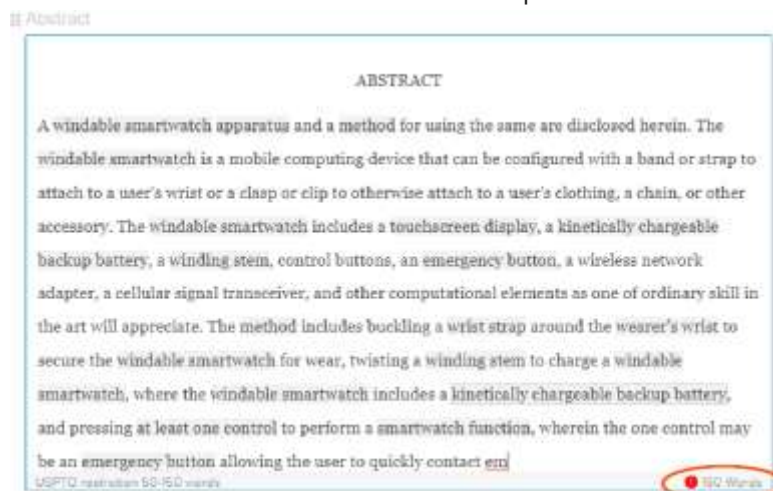 Abstract
ABSTRACT
A windable smartwatch apparatus and a method for using the same are disclosed herein. The
windable smartwatch is a mobile computing device that can be configured with a band or strap to
attach to a user's wrist or a clasp or clip to otherwise attach to a user's clothing, a chain, or other
accessory. The windable smartwatch includes a touchscreen display, a kinetically chargeable
backup battery, a winding stem, control buttons, an emergency button, a wireless network
adapter, a cellular signal transceiver, and other computational elements as one of ordinary skill in
the art will appreciate. The method includes buckling a wrist strap around the wearer's wrist to
secure the windable smartwatch for wear, twisting a winding stem to charge a windable
smartwatch, where the windable smartwatch includes a kinetically chargeable backup battery,
and pressing at least one control to perform a smartwatch function, wherein the one control may
be an emergency button allowing the user to quickly contact em
USPTO restriction 50-150 words
150 Words